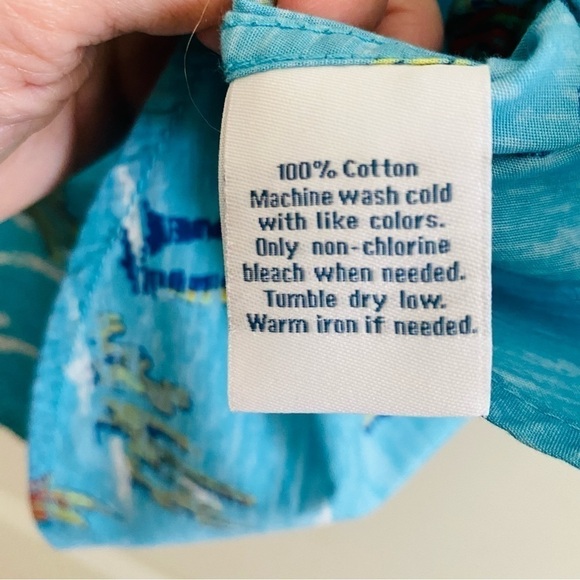 100% Cotton
Machine wash cold
with like colors.
Only non-chlorine
bleach when needed.
Tumble dry low.
Warm iron if needed.